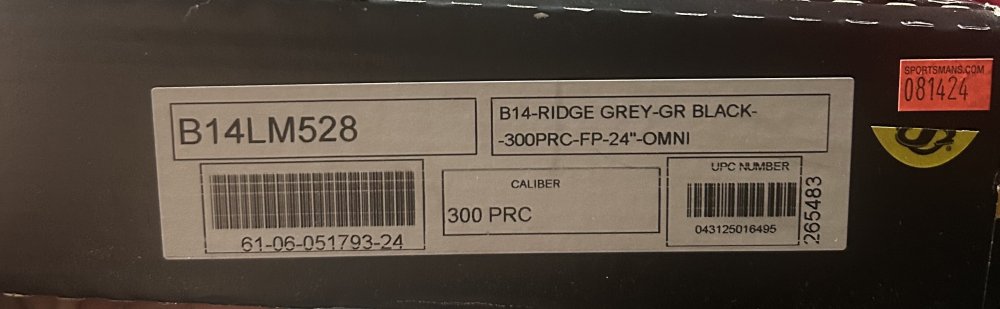 B14LM528
B14-RIDGE GREY-GR BLACK-
-300PRC-FP-24"-OMNI
SPORTSMANS.COM
081424
61-06-051793-24
CALIBER
300 PRC
UPC NUMBER
043125016495
265483